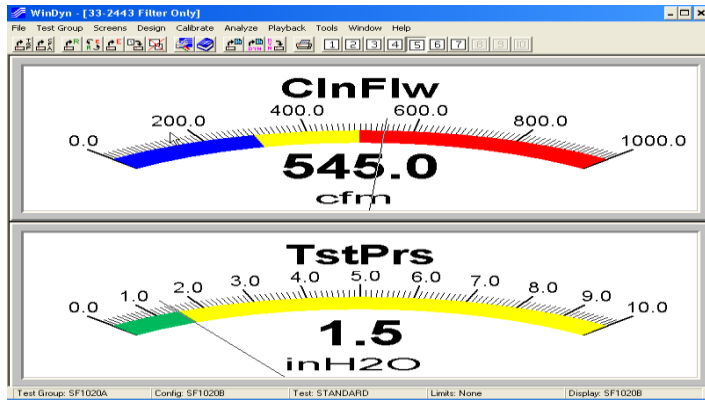 WinDyn - [33-2443 Filter Only]
File Test Group Screens Design Calibrate Analyze Playback Tools Window Help
1 2 3 4 5 6 7 8 9 10
ClnFlw
0.0 200.0 400.0 600.0 800.0 1000.0
545.0
cfm
TstPrs
0.0 1.0 2.0 3.0 4.0 5.0 6.0 7.0 8.0 9.0 10.0
1.5
inH2O
Test Group: SF1020A Config: SF1020B Test: STANDARD Limits: None Display: SF1020B